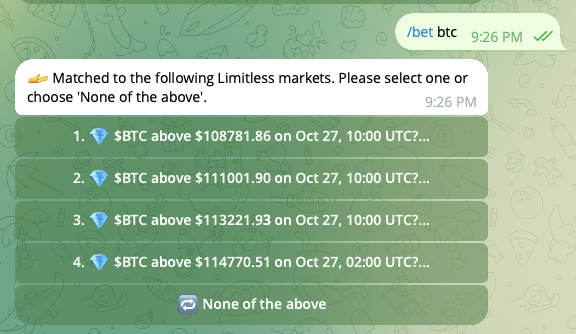 /bet btc 9:26 PM
Matched to the following Limitless markets. Please select one or
choose 'None of the above'.
9:26 PM
1. 💎 $BTC above $108781.86 on Oct 27, 10:00 UTC?...
2. 💎 $BTC above $111001.90 on Oct 27, 10:00 UTC?...
3. 💎 $BTC above $113221.93 on Oct 27, 10:00 UTC?...
4. 💎 $BTC above $114770.51 on Oct 27, 02:00 UTC?...
🔁 None of the above